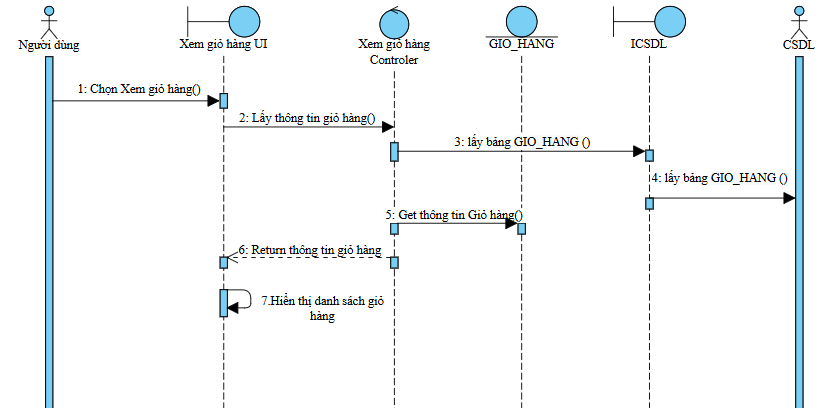 Người dùng
Xem giỏ hàng UI
Xem giỏ hàng
Controler
GIO_HANG
ICSDL
CSDL
1: Chọn Xem giỏ hàng()
2: Lấy thông tin giỏ hàng()
3: lấy bảng GIO_HANG ()
4: lấy bảng GIO_HANG ()
5: Get thông tin Giỏ hàng()
6: Return thông tin giỏ hàng
7.Hiển thị danh sách giỏ
hàng